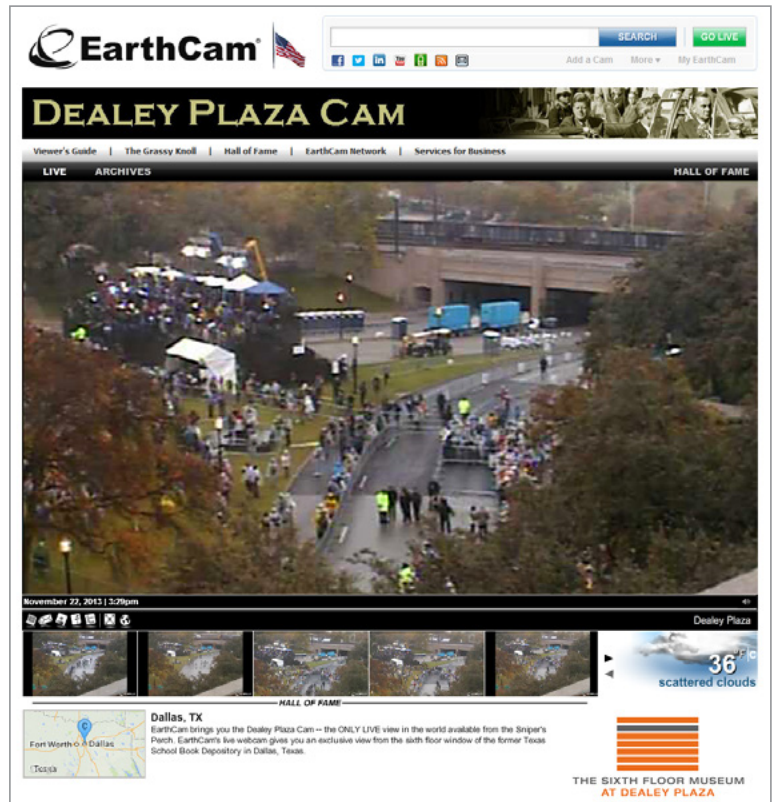 EarthCam
SEARCH
GO LIVE
Add a Cam More ▾ My EarthCam
DEALEY PLAZA CAM
Viewer's Guide | The Grassy Knoll | Hall of Fame | EarthCam Network | Services for Business
LIVE ARCHIVES HALL OF FAME
November 22, 2013 | 3:29pm
Dealey Plaza
36° F|C
scattered clouds
HALL OF FAME
Fort Worth Dallas
Texas
Dallas, TX
EarthCam brings you the Dealey Plaza Cam -- the ONLY LIVE view in the world available from the Sniper's
Perch. EarthCam's live webcam gives you an exclusive view from the sixth floor window of the former Texas
School Book Depository in Dallas, Texas.
THE SIXTH FLOOR MUSEUM
AT DEALEY PLAZA